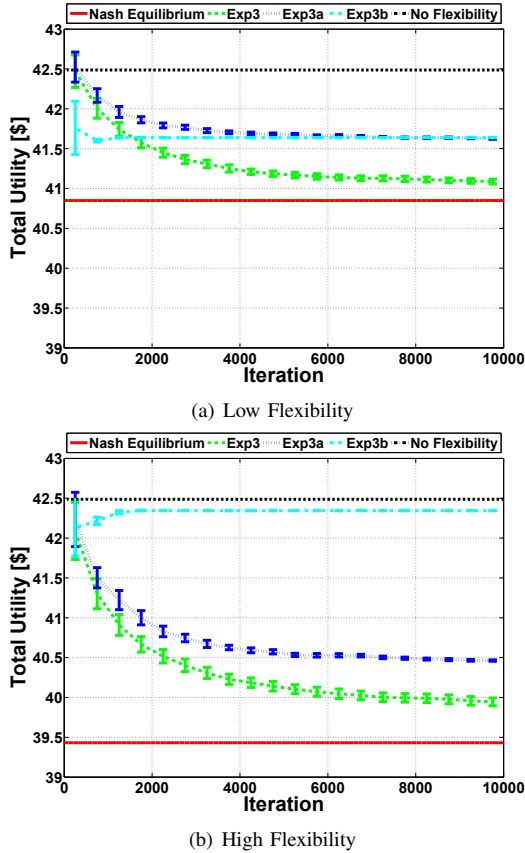 Nash Equilibrium Exp3 Exp3a Exp3b No Flexibility
43
42.5
42
41.5
41
40.5
40
39.5
39
Total Utility [$]
0 2000 4000 6000 8000 10000
Iteration
(a) Low Flexibility
Nash Equilibrium Exp3 Exp3a Exp3b No Flexibility
43
42.5
42
41.5
41
40.5
40
39.5
39
Total Utility [$]
0 2000 4000 6000 8000 10000
Iteration
(b) High Flexibility